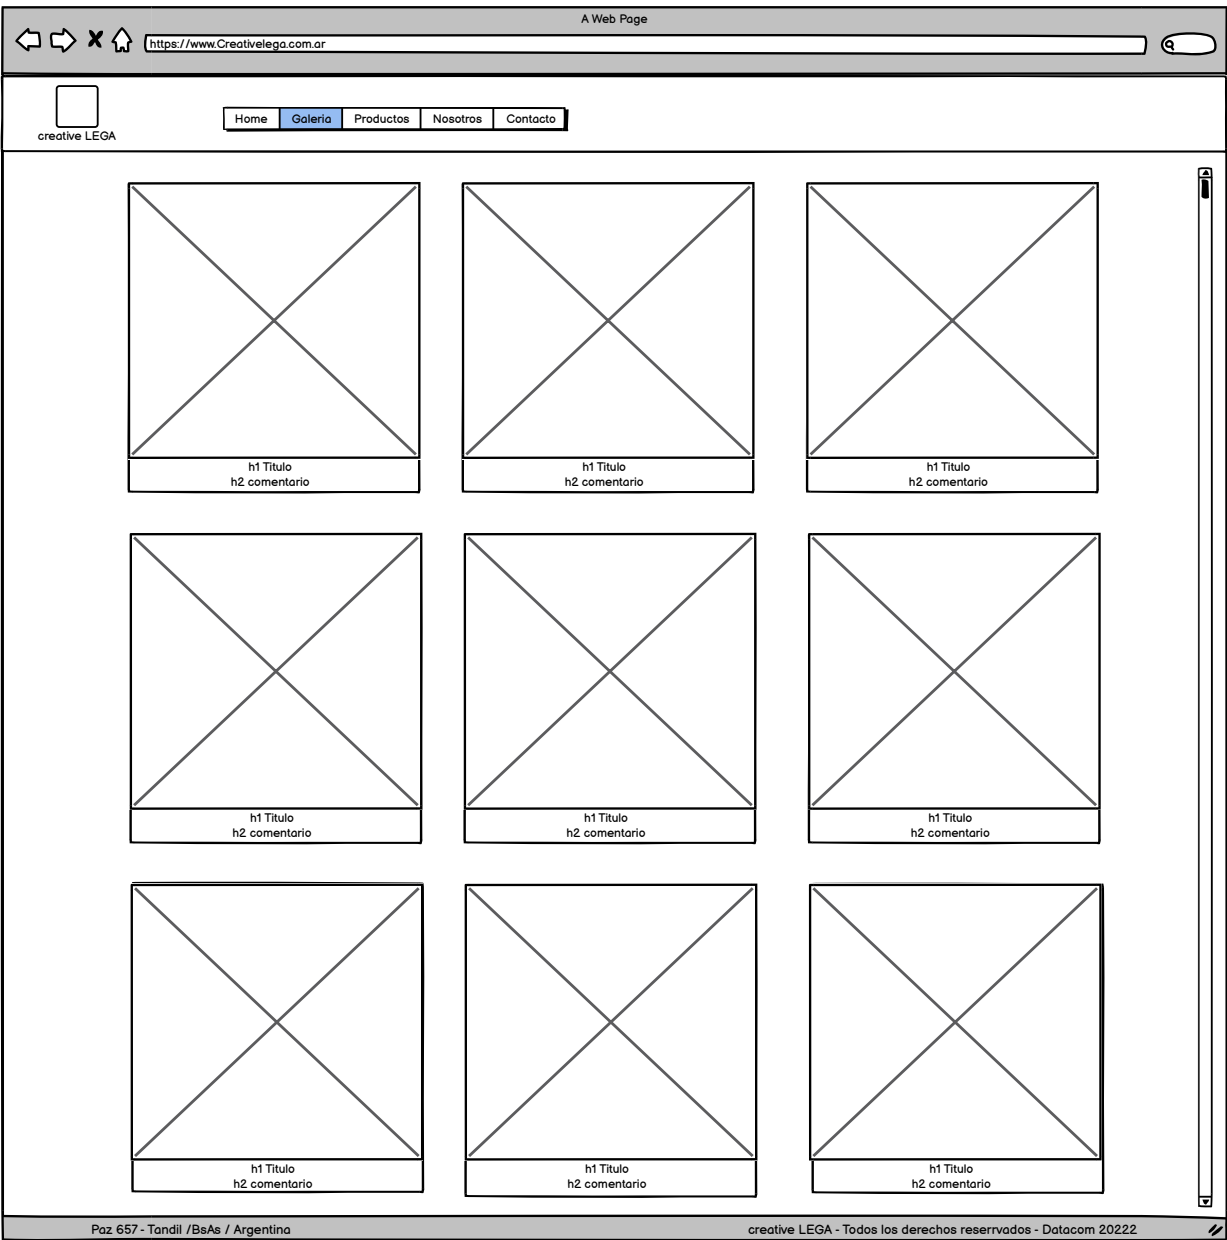 A Web Page
https://www.Creativelega.com.ar
creative LEGA
Home Galeria Productos Nosotros Contacto
h1 Titulo
h2 comentario
h1 Titulo
h2 comentario
h1 Titulo
h2 comentario
h1 Titulo
h2 comentario
h1 Titulo
h2 comentario
h1 Titulo
h2 comentario
h1 Titulo
h2 comentario
h1 Titulo
h2 comentario
h1 Titulo
h2 comentario
Paz 657 - Tandil /BsAs / Argentina
creative LEGA - Todos los derechos reserrvados - Datacom 20222